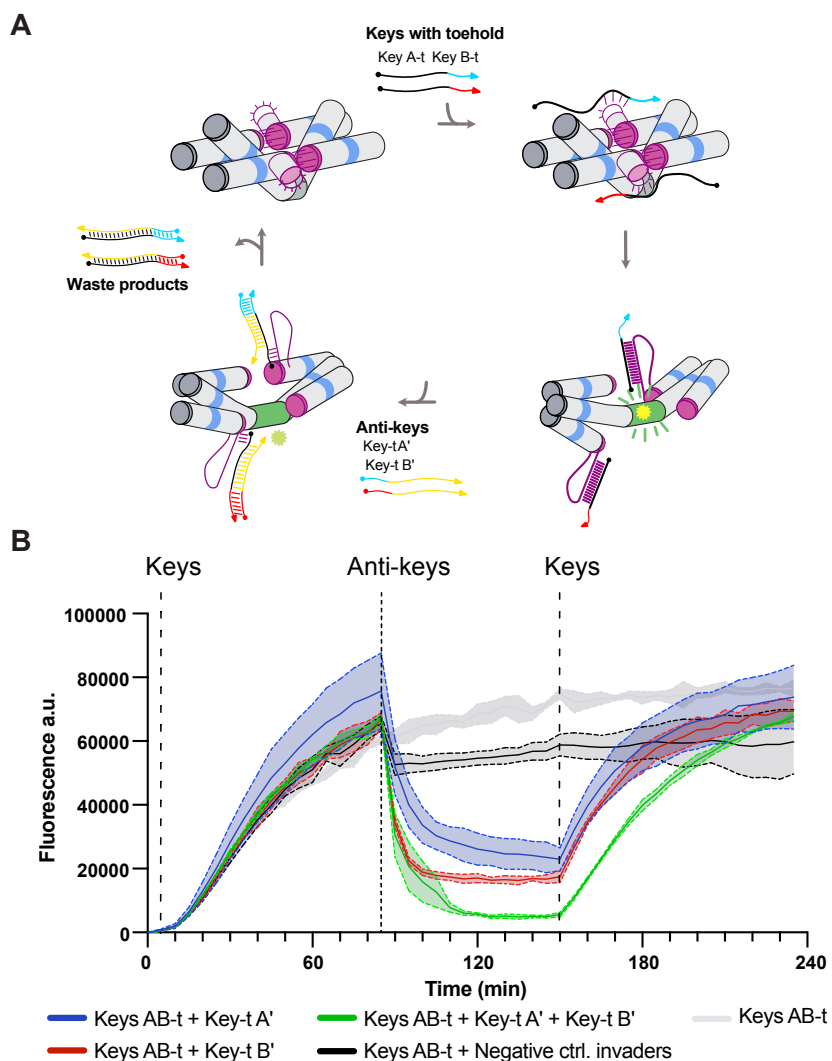 A
Keys with toehold
Key A-t Key B-t
Waste products
Anti-keys
Key-tA'
Key-t B'
B
Keys Anti-keys Keys
100000
80000
60000
40000
20000
0
Fluorescence a.u.
0 60 120 180 240
Time (min)
Keys AB-t + Key-t A' Keys AB-t + Key-t A' + Key-t B' Keys AB-t
Keys AB-t + Key-t B' Keys AB-t + Negative ctrl. invaders